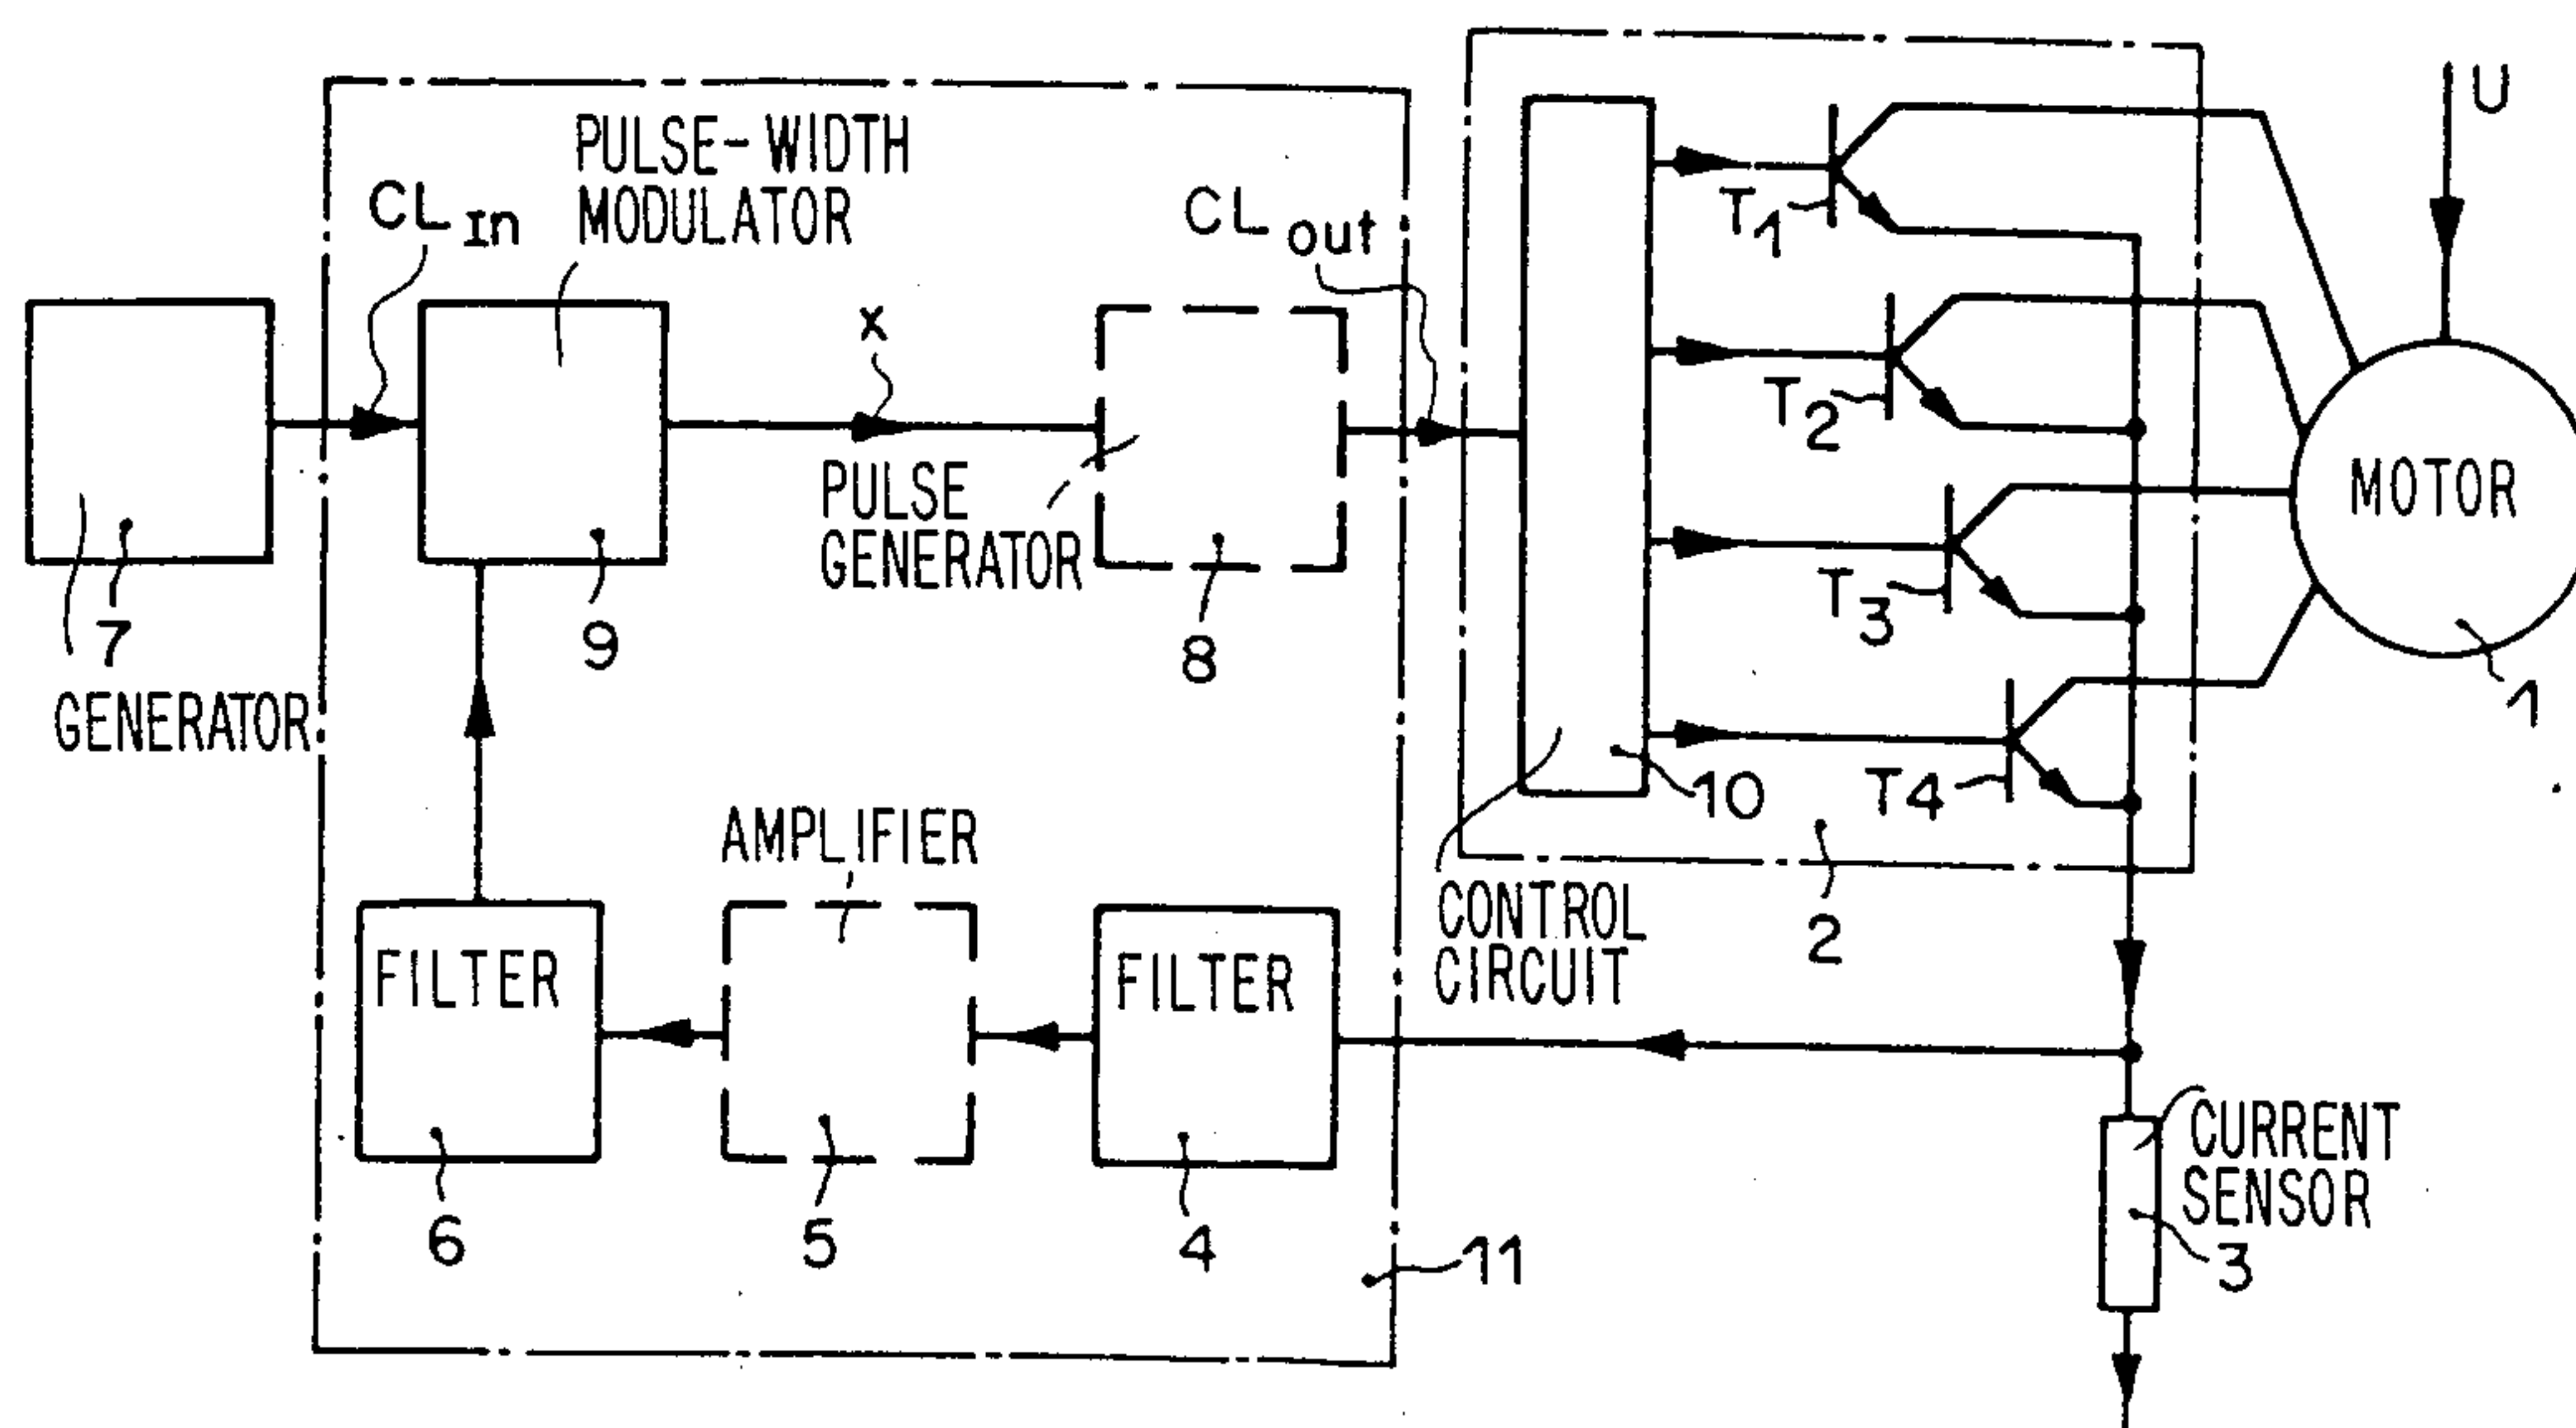 U
PULSE-WIDTH
MODULATOR
CL In
CL out
T1
X
T2
MOTOR
PULSE
GENERATOR
T3
7
9
8
1
GENERATOR
10
T4
AMPLIFIER
2
CONTROL
CIRCUIT
FILTER
FILTER
CURRENT
SENSOR
6
5
4
11
3